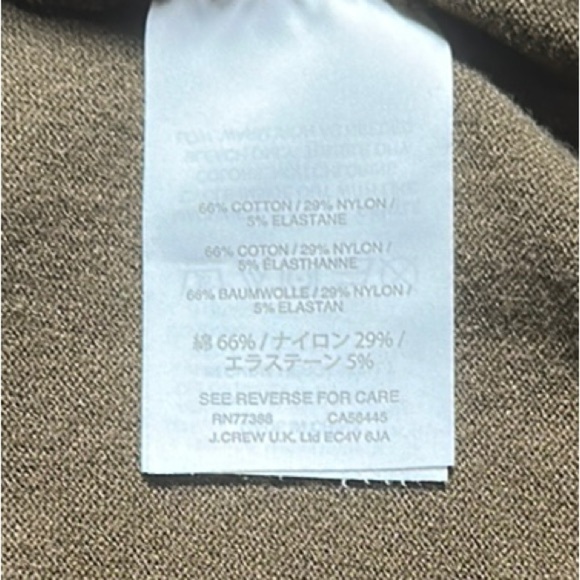 66% COTTON / 29% NYLON /
5% ELASTANE
66% COTON / 29% NYLON /
5% ELASTHANNE
66% BAUMWOLLE / 29% NYLON /
5% ELASTAN
綿 66% / ナイロン 29% /
エラステーン 5%
SEE REVERSE FOR CARE
RN77388 CA56445
J.CREW U.K. Ltd EC4V 6JA